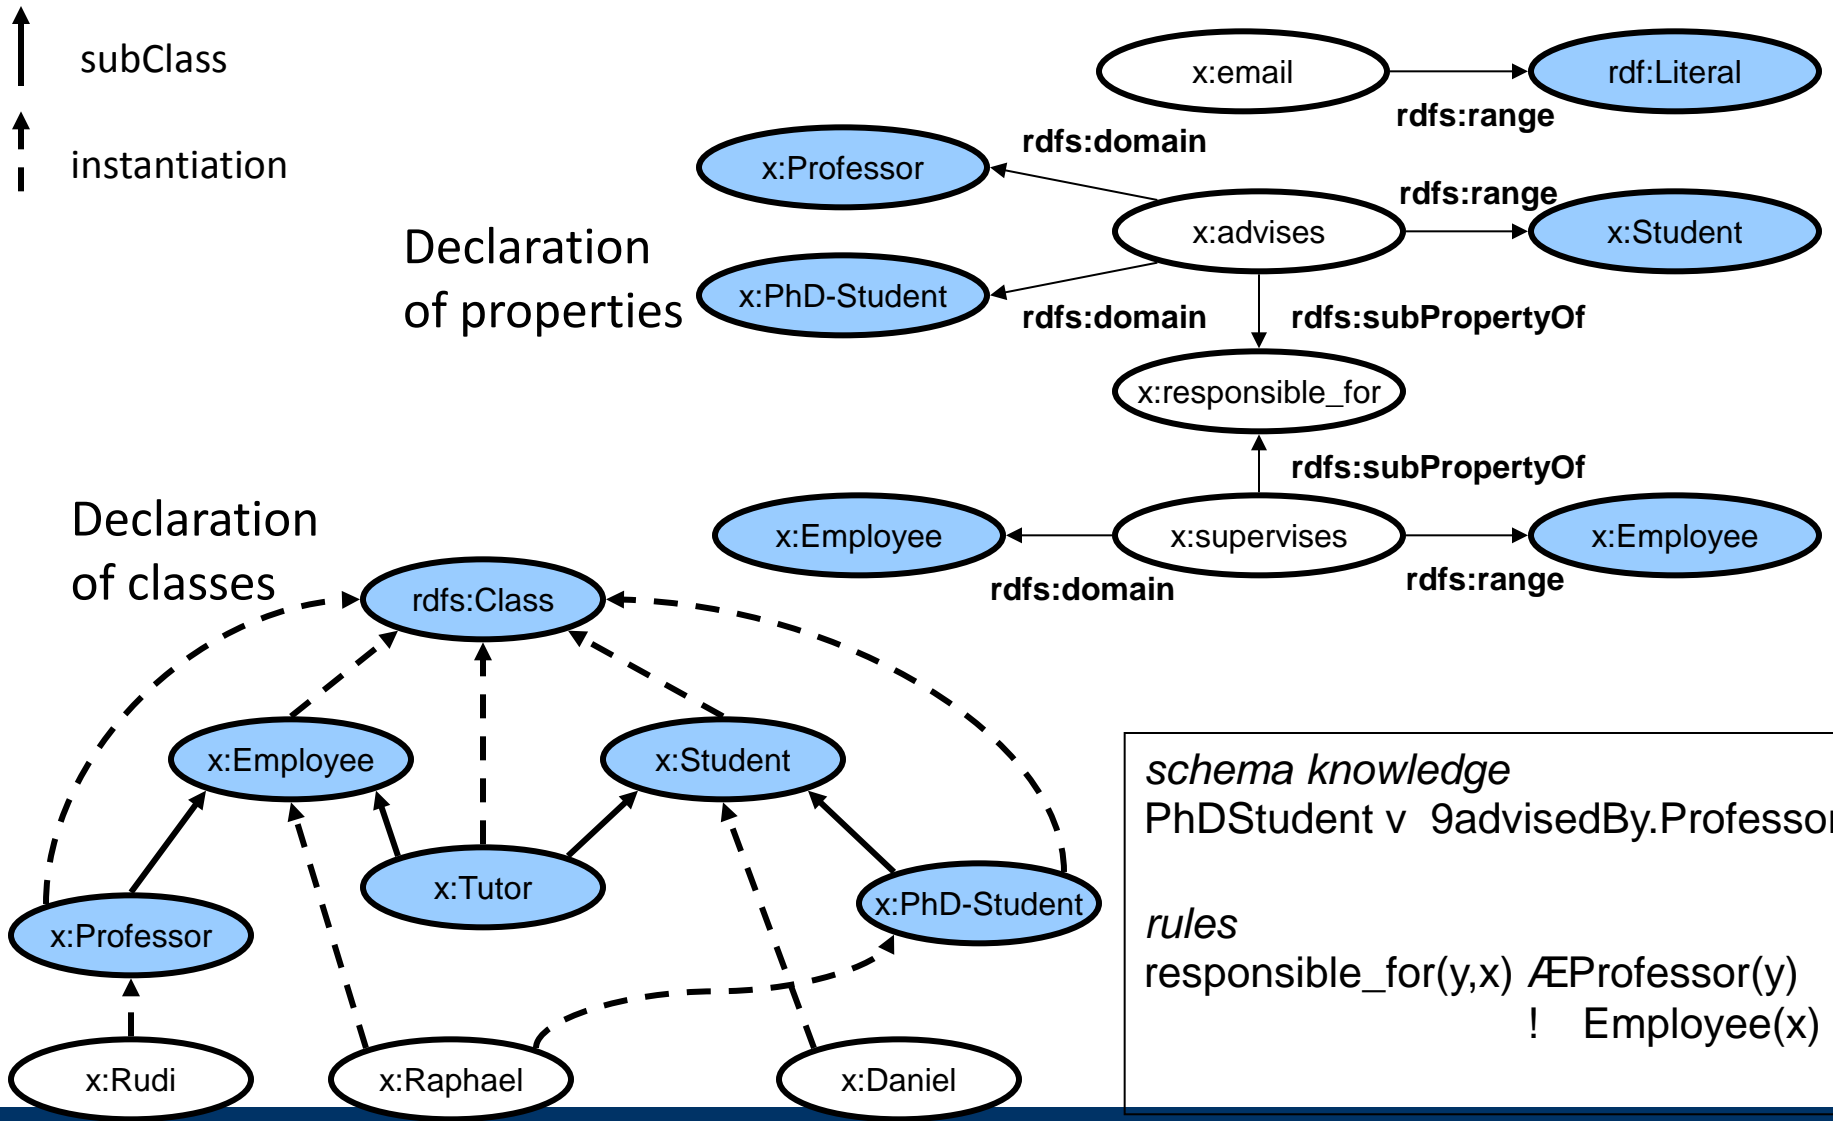 subClass
instantiation
x:email
rdf:Literal
rdfs:range
rdfs:domain
x:Professor
rdfs:range
x:advises
x:Student
Declaration
of properties
x:PhD-Student
rdfs:domain
rdfs:subPropertyOf
x:responsible_for
rdfs:subPropertyOf
x:Employee
x:supervises
x:Employee
rdfs:domain
rdfs:range
Declaration
of classes
rdfs:Class
x:Employee
x:Student
x:Tutor
x:PhD-Student
x:Professor
x:Rudi
x:Raphael
x:Daniel
schema knowledge
PhDStudent v 9advisedBy.Professor
rules
responsible_for(y,x) ÆProfessor(y)
! Employee(x)